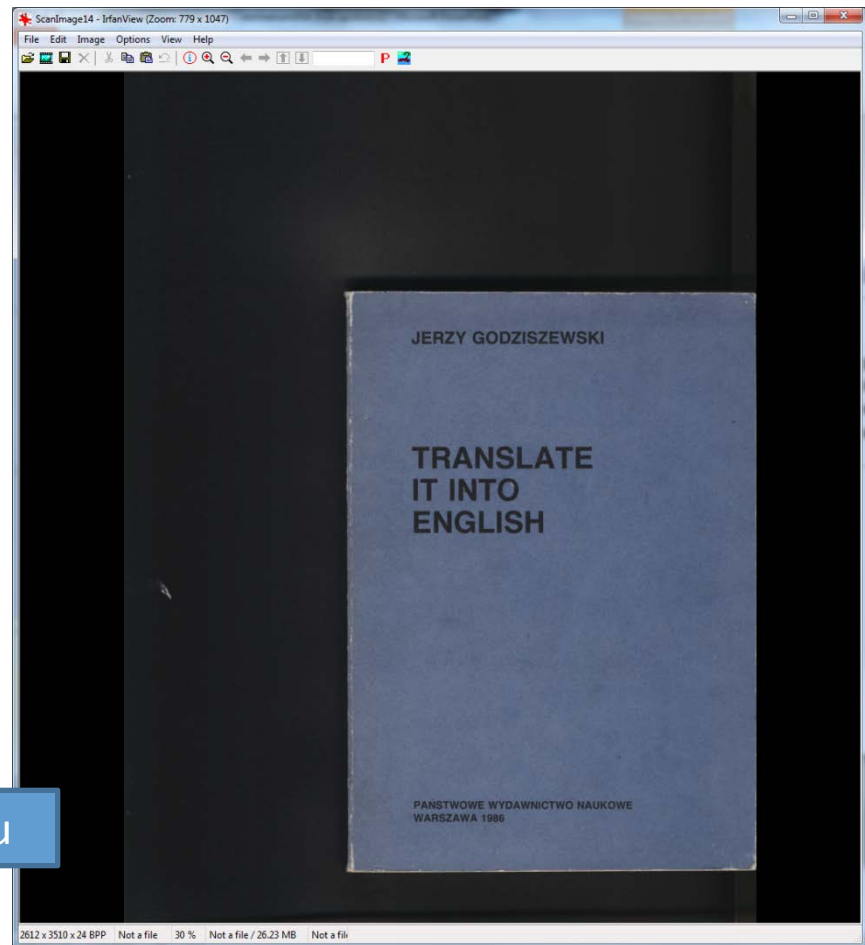 ScanImage14 - IrfanView (Zoom: 779 x 1047)
File Edit Image Options View Help
P
JERZY GODZISZEWSKI
TRANSLATE
IT INTO
ENGLISH
PANSTWOWE WYDAWNICTWO NAUKOWE
WARSZAWA 1986
u
2612 x 3510 x 24 BPP Not a file 30 % Not a file / 26.23 MB Not a fil